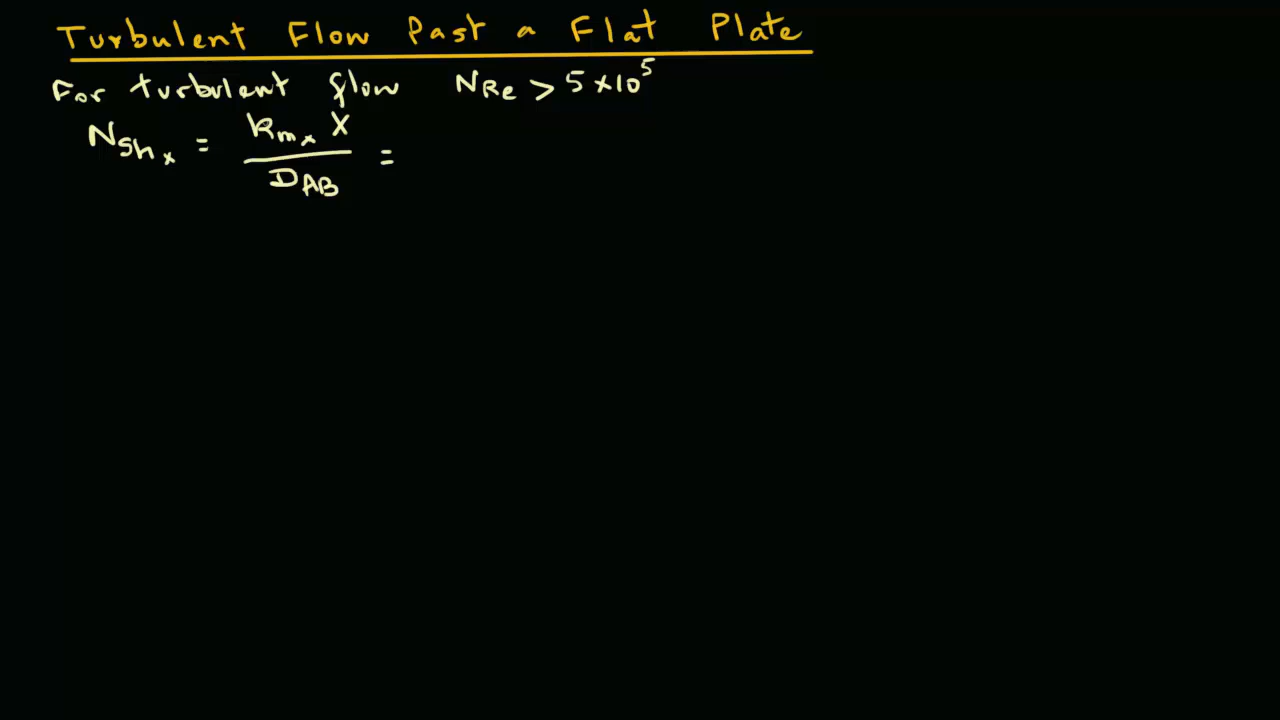 Turbulent Flow Past a Flat Plate
For turbulent flow N_Re > 5 × 10^5
N_Sh_x = k_m_x x / D_AB =